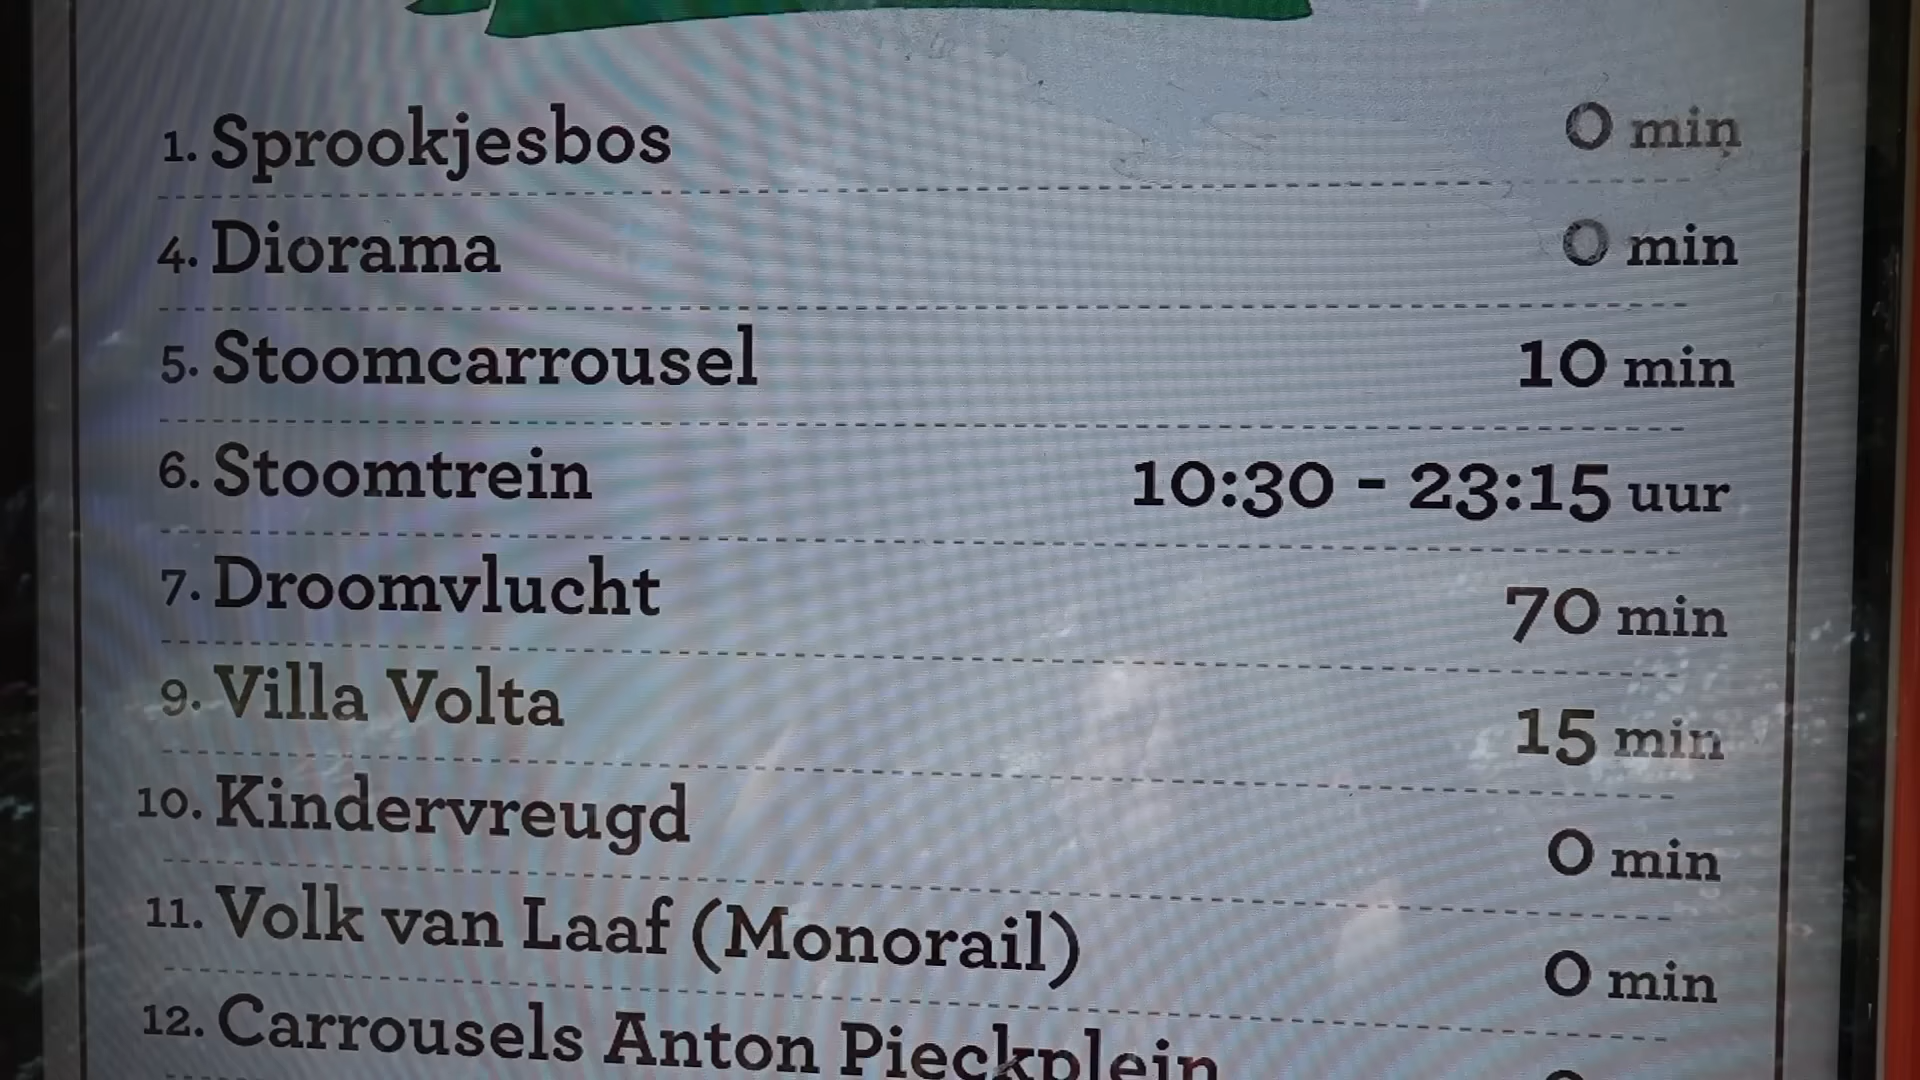 1. Sprookjesbos 0 min
4. Diorama 0 min
5. Stoomcarrousel 10 min
6. Stoomtrein 10:30 - 23:15 uur
7. Droomvlucht 70 min
9. Villa Volta 15 min
10. Kindervreugd 0 min
11. Volk van Laaf (Monorail) 0 min
12. Carrousels Anton Pieckplein